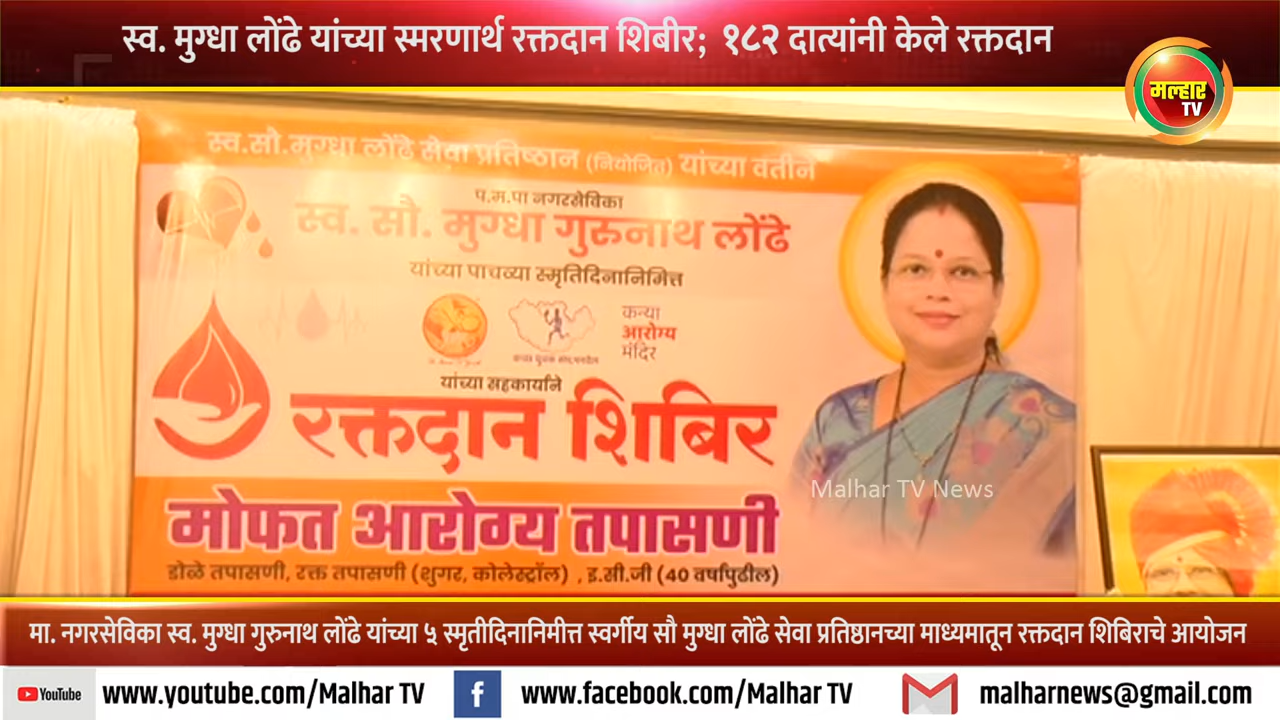 स्व. मुग्धा लोंढे यांच्या स्मरणार्थ रक्तदान शिबीर; १८२ दात्यांनी केले रक्तदान
मल्हार
TV
स्व.सौ.मुग्धा लोंढे सेवा प्रतिष्ठान (नियोजित) यांच्या वतीने
प.म.पा नगरसेविका
स्व. सौ. मुग्धा गुरुनाथ लोंढे
यांच्या पाचव्या स्मृतिदिनानिमित्त
कन्या
आरोग्य
मंदिर
यांच्या सहकार्याने
रक्तदान शिबिर
Malhar TV News
मोफत आरोग्य तपासणी
डोळे तपासणी, रक्त तपासणी (शुगर, कोलेस्ट्रॉल) , इ.सी.जी (40 वर्षापुढील)
मा. नगरसेविका स्व. मुग्धा गुरुनाथ लोंढे यांच्या ५ स्मृतीदिनानिमीत्त स्वर्गीय सौ मुग्धा लोंढे सेवा प्रतिष्ठानच्या माध्यमातून रक्तदान शिबिराचे आयोजन
YouTube www.youtube.com/Malhar TV www.facebook.com/Malhar TV malharnews@gmail.com